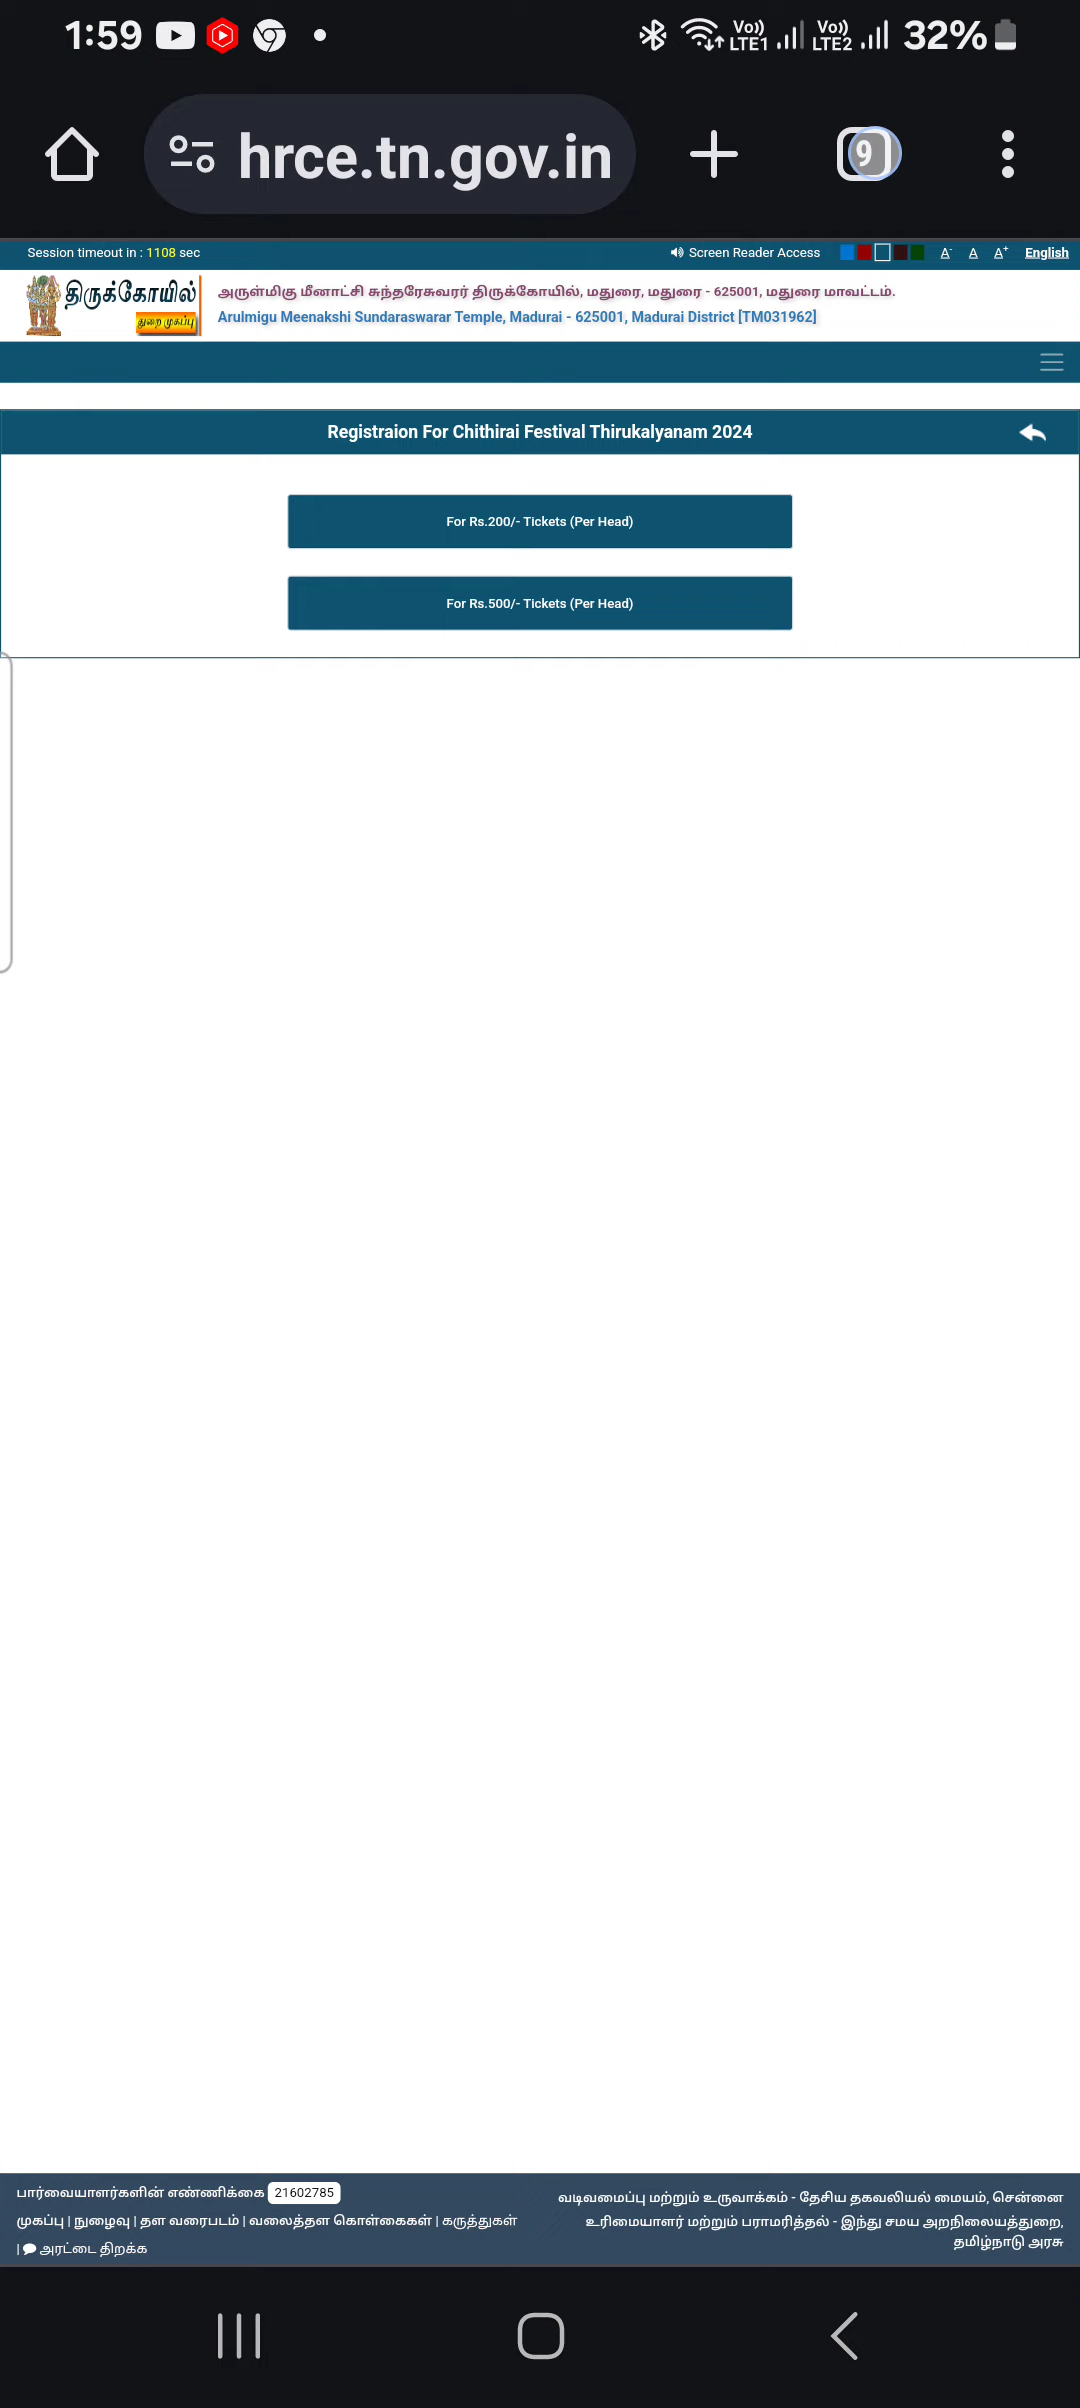 1:59
Vo)) LTE1 Vo)) LTE2 32%
hrce.tn.gov.in
9
Session timeout in : 1108 sec
Screen Reader Access A- A A+ English
திருக்கோயில்
துறை முகப்பு
அருள்மிகு மீனாட்சி சுந்தரேசுவரர் திருக்கோயில், மதுரை, மதுரை - 625001, மதுரை மாவட்டம்.
Arulmigu Meenakshi Sundaraswarar Temple, Madurai - 625001, Madurai District [TM031962]
Registraion For Chithirai Festival Thirukalyanam 2024
For Rs.200/- Tickets (Per Head)
For Rs.500/- Tickets (Per Head)
பார்வையாளர்களின் எண்ணிக்கை 21602785
முகப்பு | நுழைவு | தள வரைபடம் | வலைத்தள கொள்கைகள் | கருத்துகள்
| அரட்டை திறக்க
வடிவமைப்பு மற்றும் உருவாக்கம் - தேசிய தகவலியல் மையம், சென்னை
உரிமையாளர் மற்றும் பராமரித்தல் - இந்து சமய அறநிலையத்துறை,
தமிழ்நாடு அரசு